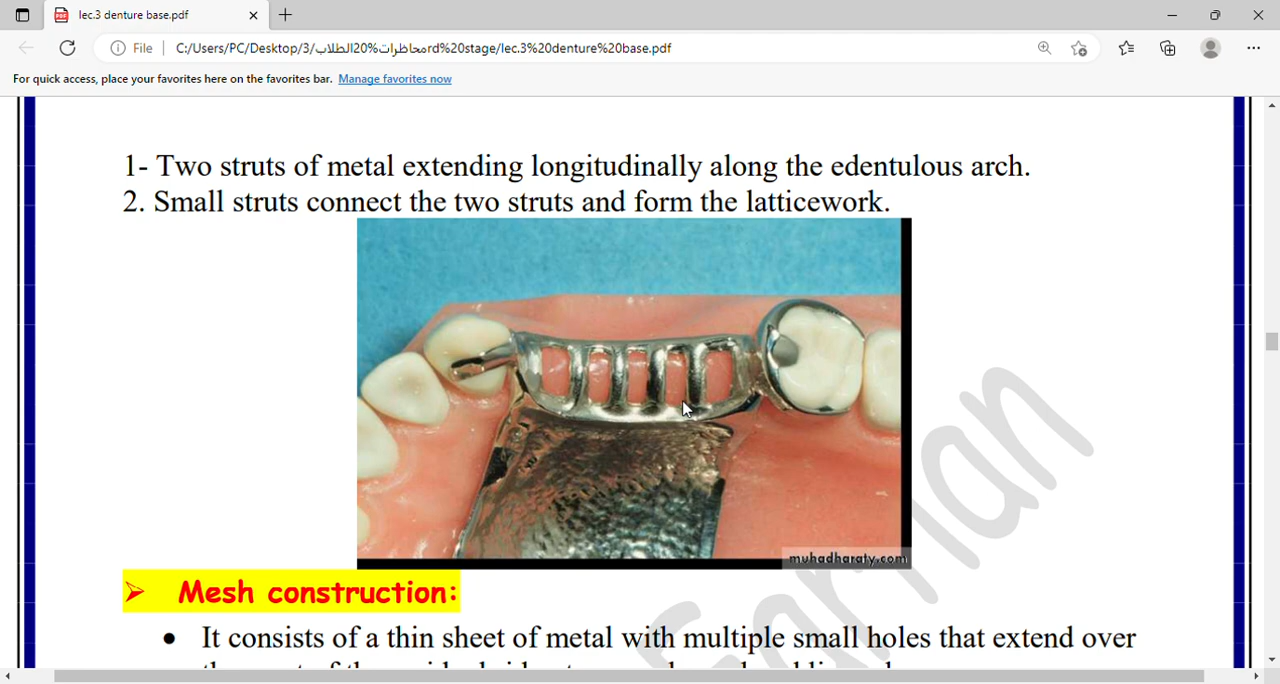 lec.3 denture base.pdf
File
C:/Users/PC/Desktop/3/محاظرات%20الطلابrd%20stage/lec.3%20denture%20base.pdf
For quick access, place your favorites here on the favorites bar. Manage favorites now
1- Two struts of metal extending longitudinally along the edentulous arch.
2. Small struts connect the two struts and form the latticework.
muhadharaty.com
Mesh construction:
It consists of a thin sheet of metal with multiple small holes that extend over